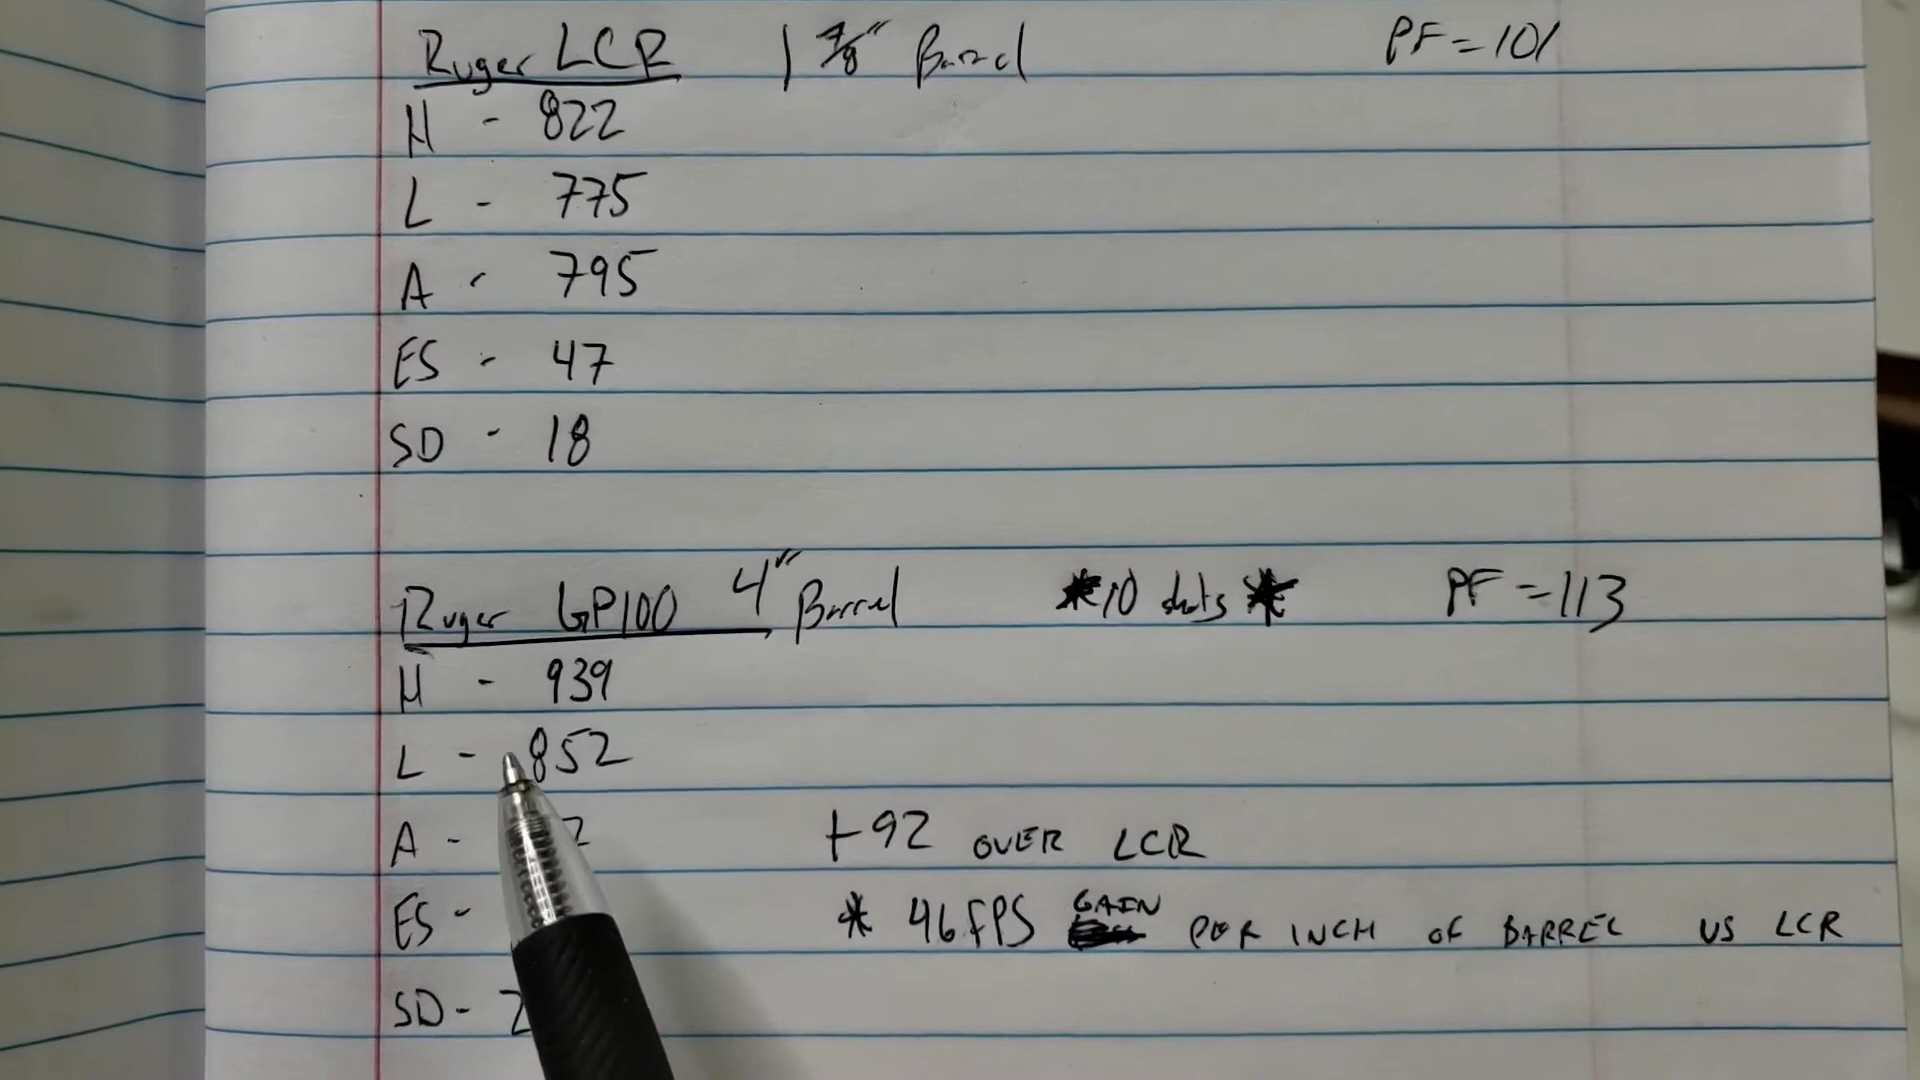 Ruger LCR 1 7/8" Barrel PF = 101
H - 822
L - 775
A - 795
ES - 47
SD - 18
Ruger GP100 4" Barrel *10 shots* PF = 113
H - 939
L - 852
A - +92 OVER LCR
ES - * 46 FPS GAIN PER INCH OF BARREL VS LCR
SD -